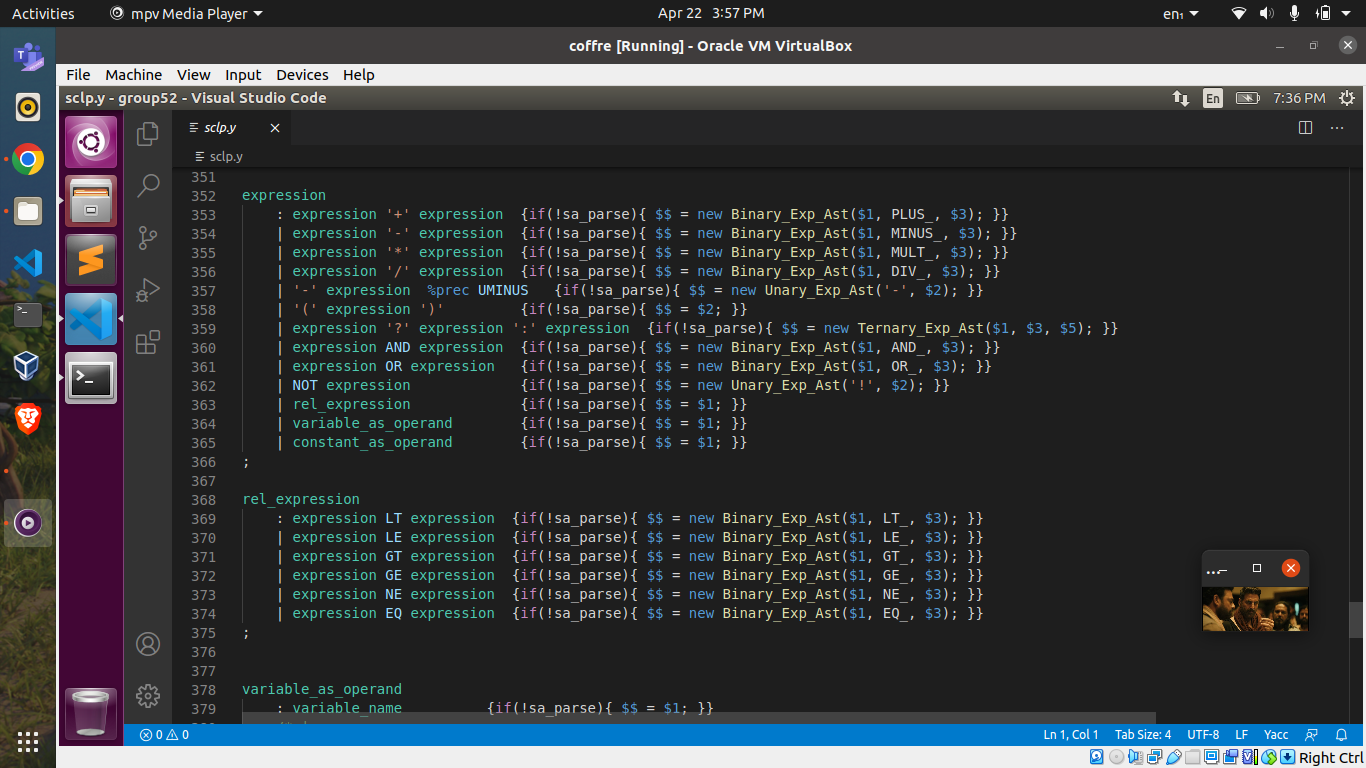 Activities mpv Media Player Apr 22 3:57 PM en₁
coffre [Running] - Oracle VM VirtualBox
File Machine View Input Devices Help
sclp.y - group52 - Visual Studio Code En 7:36 PM
sclp.y
sclp.y
351
352 expression
353 : expression '+' expression {if(!sa_parse){ $$ = new Binary_Exp_Ast($1, PLUS_, $3); }}
354 | expression '-' expression {if(!sa_parse){ $$ = new Binary_Exp_Ast($1, MINUS_, $3); }}
355 | expression '*' expression {if(!sa_parse){ $$ = new Binary_Exp_Ast($1, MULT_, $3); }}
356 | expression '/' expression {if(!sa_parse){ $$ = new Binary_Exp_Ast($1, DIV_, $3); }}
357 | '-' expression %prec UMINUS {if(!sa_parse){ $$ = new Unary_Exp_Ast('-', $2); }}
358 | '(' expression ')' {if(!sa_parse){ $$ = $2; }}
359 | expression '?' expression ':' expression {if(!sa_parse){ $$ = new Ternary_Exp_Ast($1, $3, $5); }}
360 | expression AND expression {if(!sa_parse){ $$ = new Binary_Exp_Ast($1, AND_, $3); }}
361 | expression OR expression {if(!sa_parse){ $$ = new Binary_Exp_Ast($1, OR_, $3); }}
362 | NOT expression {if(!sa_parse){ $$ = new Unary_Exp_Ast('!', $2); }}
363 | rel_expression {if(!sa_parse){ $$ = $1; }}
364 | variable_as_operand {if(!sa_parse){ $$ = $1; }}
365 | constant_as_operand {if(!sa_parse){ $$ = $1; }}
366 ;
367
368 rel_expression
369 : expression LT expression {if(!sa_parse){ $$ = new Binary_Exp_Ast($1, LT_, $3); }}
370 | expression LE expression {if(!sa_parse){ $$ = new Binary_Exp_Ast($1, LE_, $3); }}
371 | expression GT expression {if(!sa_parse){ $$ = new Binary_Exp_Ast($1, GT_, $3); }}
372 | expression GE expression {if(!sa_parse){ $$ = new Binary_Exp_Ast($1, GE_, $3); }}
373 | expression NE expression {if(!sa_parse){ $$ = new Binary_Exp_Ast($1, NE_, $3); }}
374 | expression EQ expression {if(!sa_parse){ $$ = new Binary_Exp_Ast($1, EQ_, $3); }}
375 ;
376
377
378 variable_as_operand
379 : variable_name {if(!sa_parse){ $$ = $1; }}
0 0 Ln 1, Col 1 Tab Size: 4 UTF-8 LF Yacc
Right Ctrl